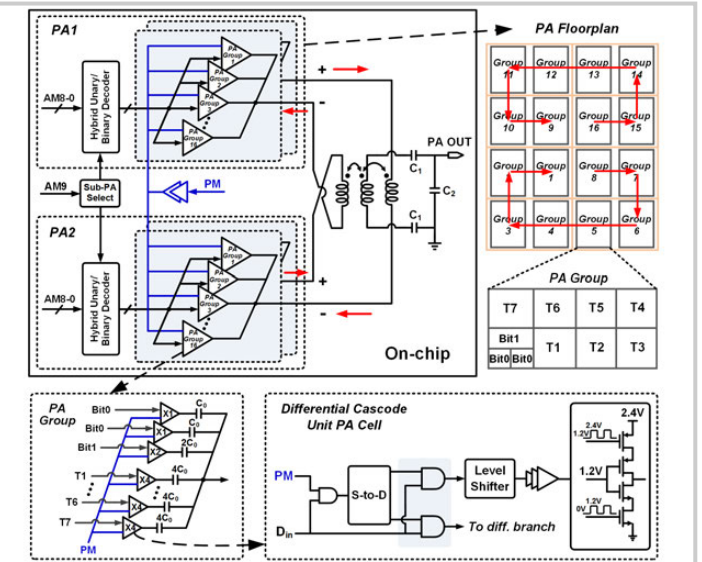 PA1
PA
Group
1
PA
Group
2
PA
Group
3
PA
Group
16
AM8-0
Hybrid Unary/
Binary Decoder
+
-
AM9
Sub-PA
Select
PM
PA OUT
C1
C2
C1
PA2
PA
Group
1
PA
Group
2
PA
Group
3
PA
Group
16
AM8-0
Hybrid Unary/
Binary Decoder
+
-
On-chip
PA Floorplan
Group
11
Group
12
Group
13
Group
14
Group
10
Group
9
Group
16
Group
15
Group
1
Group
8
Group
7
Group
3
Group
4
Group
5
Group
6
PA Group
T7 T6 T5 T4
Bit1
Bit0 Bit0
T1 T2 T3
PA
Group
Bit0 X1 C0
Bit0 X1 C0
Bit1 X2 2C0
T1 X4 4C0
T6 X4 4C0
T7 X4 4C0
PM
Differential Cascode
Unit PA Cell
PM
Din
S-to-D
Level
Shifter
To diff. branch
2.4V
2.4V
1.2V
1.2V
1.2V
0V